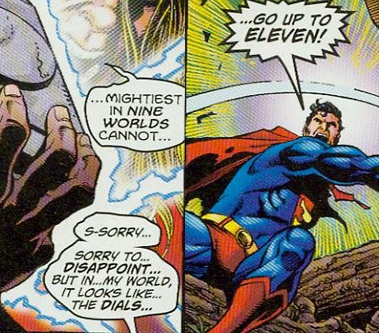 ...MIGHTIEST
IN NINE
WORLDS
CANNOT...
S-SORRY...
SORRY TO...
DISAPPOINT...
BUT IN...MY WORLD,
IT LOOKS LIKE...
THE DIALS...
...GO UP TO
ELEVEN!